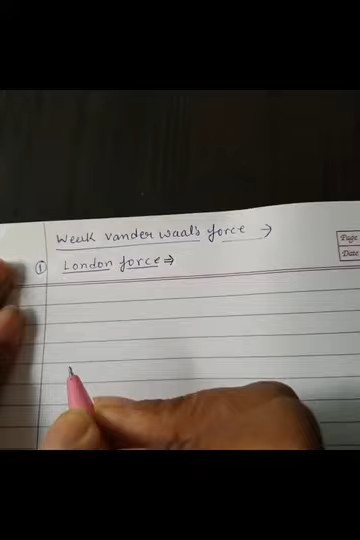 Weak vander waal's force →
① London force ⇒
Page
Date